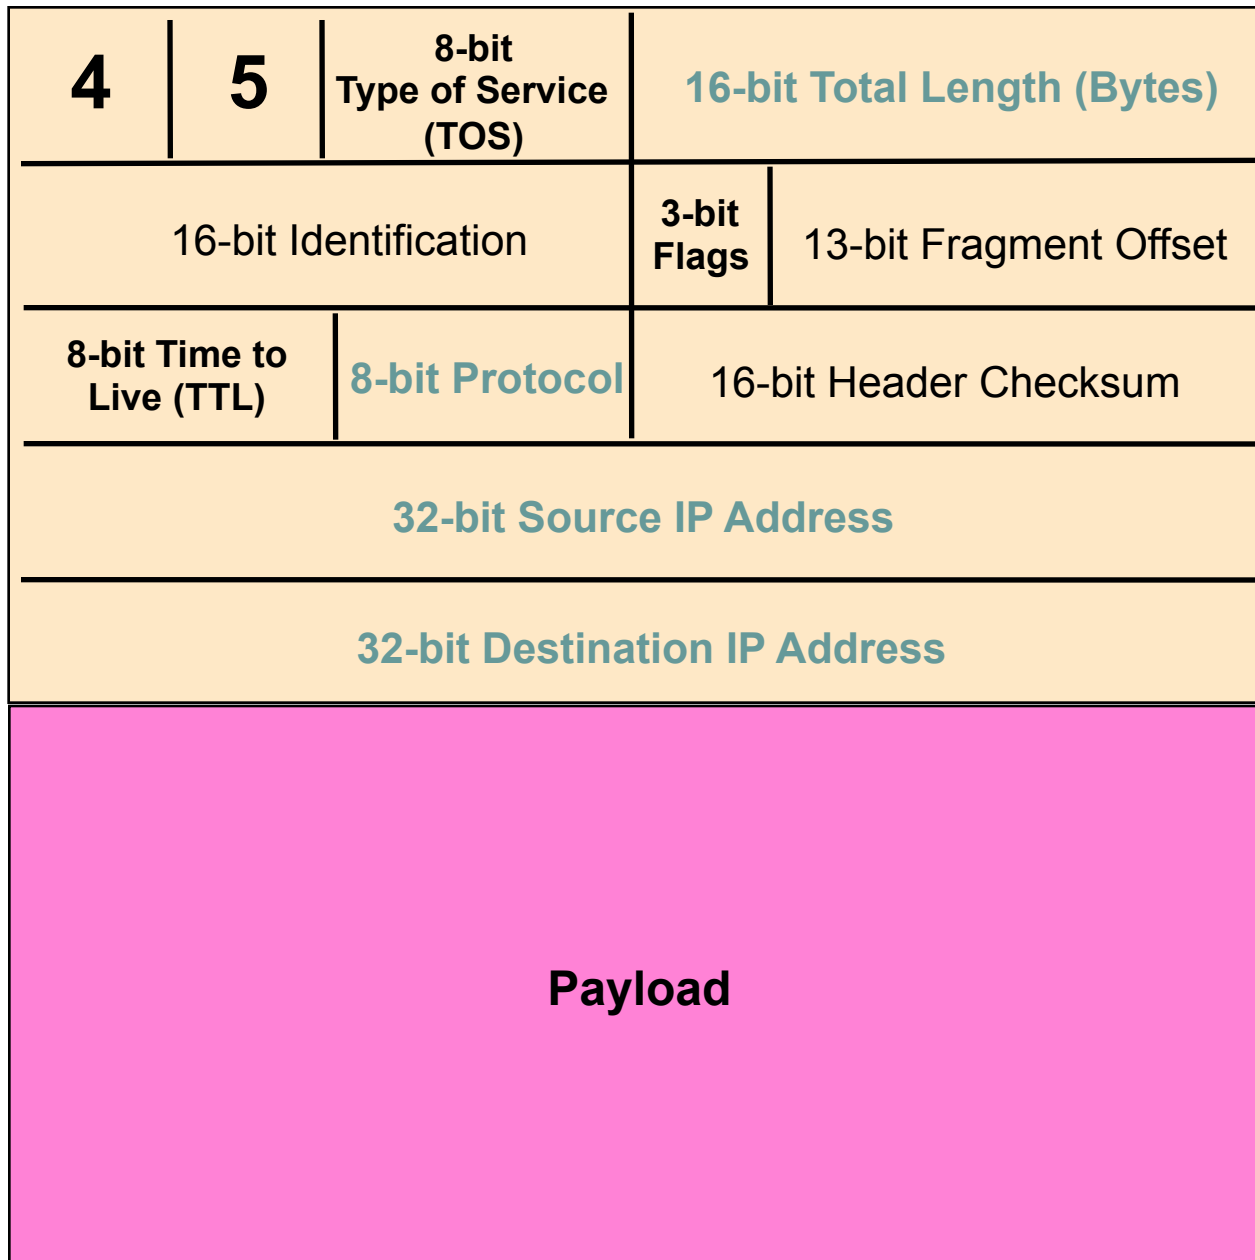 4
5
8-bit
Type of Service
(TOS)
16-bit Total Length (Bytes)
16-bit Identification
3-bit
Flags
13-bit Fragment Offset
8-bit Time to
Live (TTL)
8-bit Protocol
16-bit Header Checksum
32-bit Source IP Address
32-bit Destination IP Address
Payload